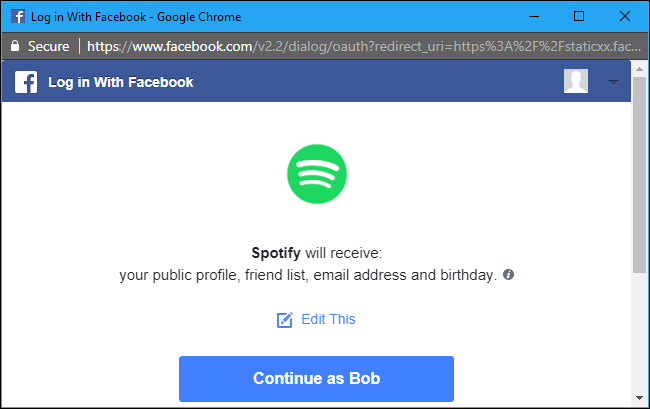 Log in With Facebook - Google Chrome
Secure | https://www.facebook.com/v2.2/dialog/oauth?redirect_uri=https%3A%2F%2Fstaticxx.fac...
Log in With Facebook
Spotify will receive:
your public profile, friend list, email address and birthday.
Edit This
Continue as Bob